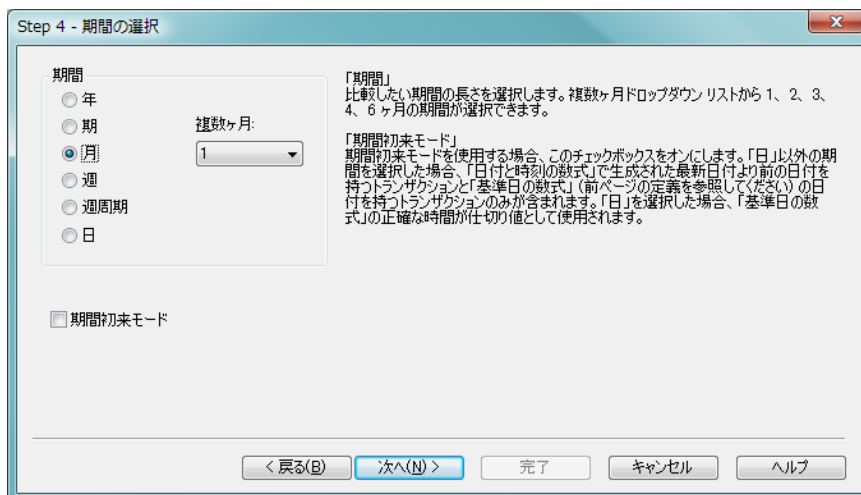 Step 4 - 期間の選択
期間
年
期
月
週
週周期
日
複数ヶ月:
1
期間初来モード
「期間」
比較したい期間の長さを選択します。複数ヶ月ドロップダウン リストから 1、2、3、
4、6 ヶ月の期間が選択できます。
「期間初来モード」
期間初来モードを使用する場合、このチェックボックスをオンにします。「日」以外の期
間を選択した場合、「日付と時刻の数式」で生成された最新日付より前の日付を
持つトランザクションと「基準日の数式」(前ページの定義を参照してください) の日
付を持つトランザクションのみが含まれます。「日」を選択した場合、「基準日の数
式」の正確な時間が仕切り値として使用されます。
< 戻る(B)
次へ(N) >
完了
キャンセル
ヘルプ